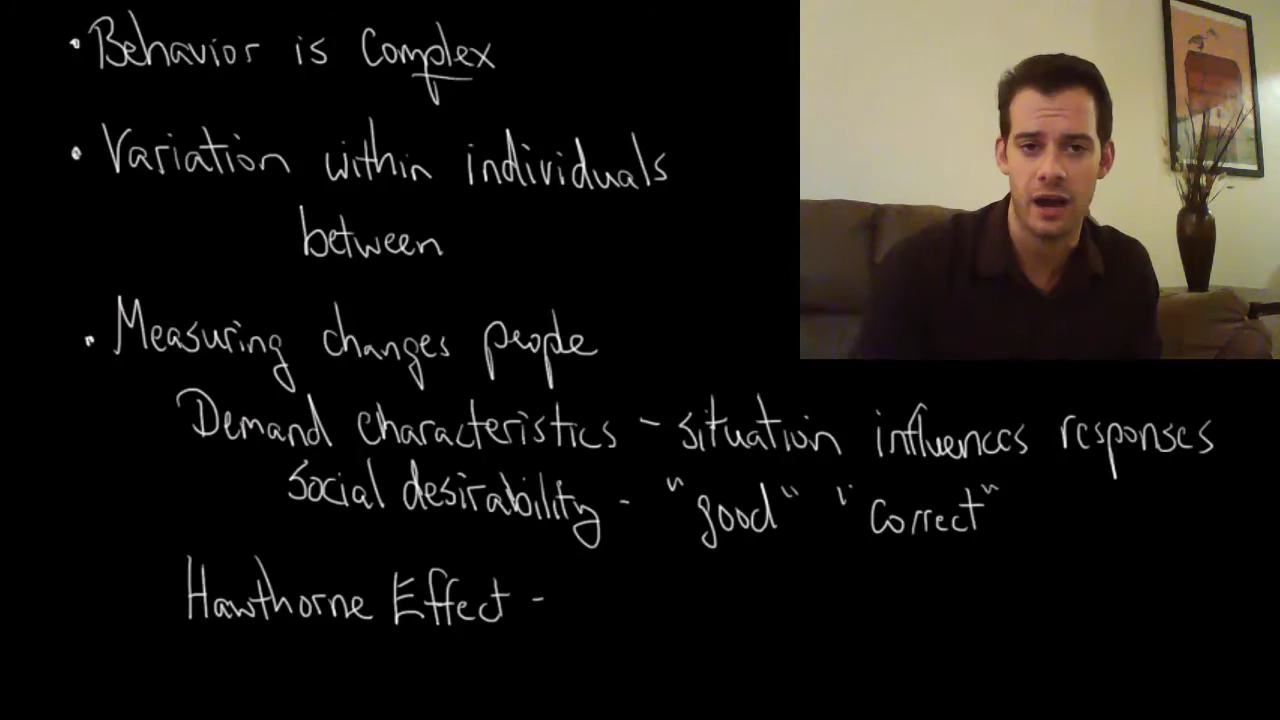 • Behavior is Complex
• Variation within individuals
between
• Measuring changes people
Demand characteristics - situation influences responses
Social desirability - "good" "correct"
Hawthorne Effect -